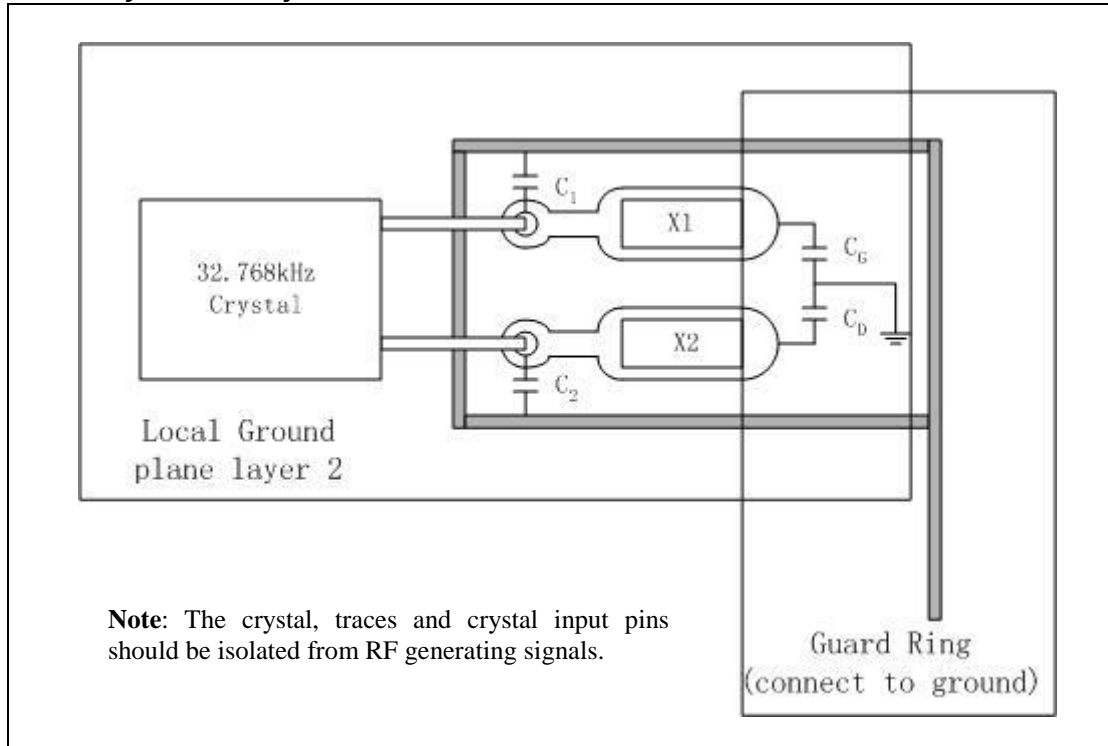 32.768kHz
Crystal
C1
X1
CG
X2
CD
C2
Local Ground
plane layer 2
Note: The crystal, traces and crystal input pins
should be isolated from RF generating signals.
Guard Ring
(connect to ground)